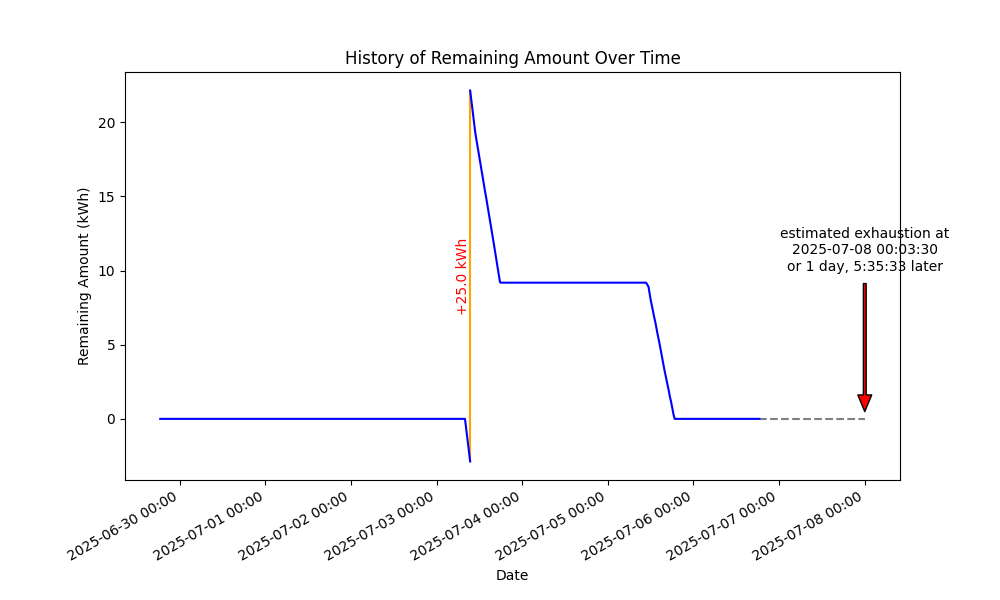 History of Remaining Amount Over Time
Remaining Amount (kWh)
20
15
10
5
0
+25.0 kWh
estimated exhaustion at
2025-07-08 00:03:30
or 1 day, 5:35:33 later
2025-06-30 00:00
2025-07-01 00:00
2025-07-02 00:00
2025-07-03 00:00
2025-07-04 00:00
2025-07-05 00:00
2025-07-06 00:00
2025-07-07 00:00
2025-07-08 00:00
Date